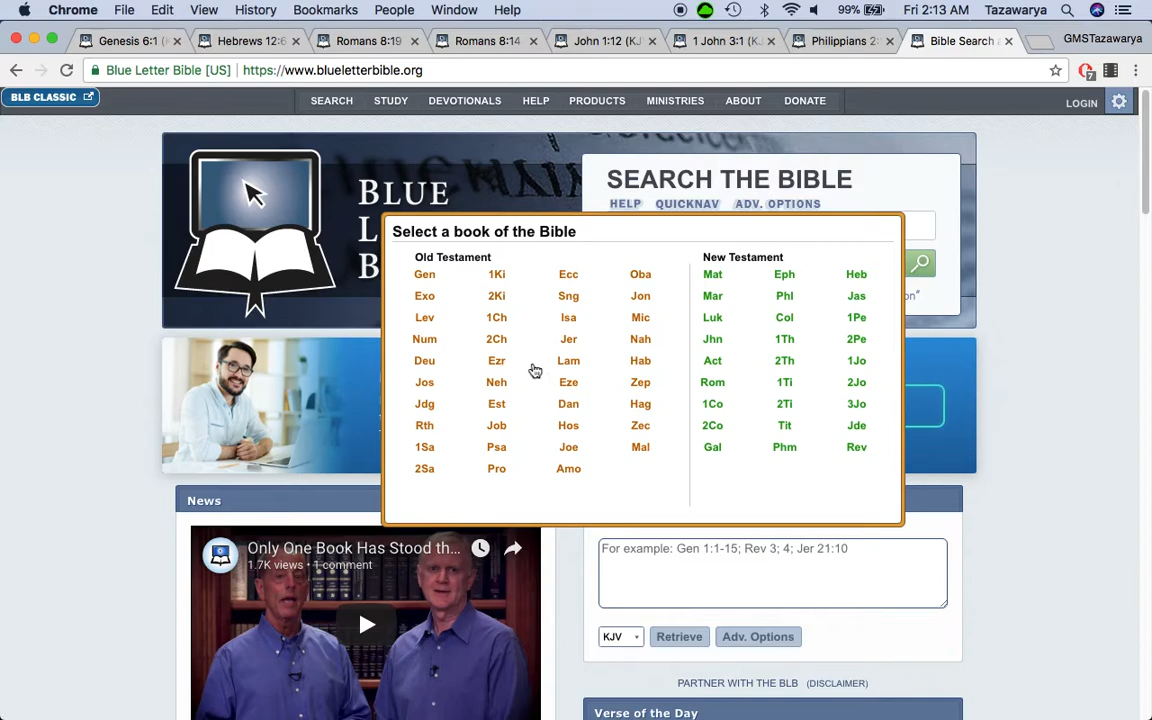 Chrome File Edit View History Bookmarks People Window Help 99% Fri 2:13 AM Tazawarya
Genesis 6:1 (
Hebrews 12:6
Romans 8:19
Romans 8:14
John 1:12 (K
1 John 3:1 (K
Philippians 2:
Bible Search
GMSTazawarya
Blue Letter Bible [US] https://www.blueletterbible.org
7
BLB CLASSIC
SEARCH STUDY DEVOTIONALS HELP PRODUCTS MINISTRIES ABOUT DONATE
LOGIN
BLUE
L
B
SEARCH THE BIBLE
HELP QUICKNAV ADV. OPTIONS
Select a book of the Bible
Old Testament New Testament
Gen 1Ki Ecc Oba Mat Eph Heb
Exo 2Ki Sng Jon Mar Phl Jas
Lev 1Ch Isa Mic Luk Col 1Pe
Num 2Ch Jer Nah Jhn 1Th 2Pe
Deu Ezr Lam Hab Act 2Th 1Jo
Jos Neh Eze Zep Rom 1Ti 2Jo
Jdg Est Dan Hag 1Co 2Ti 3Jo
Rth Job Hos Zec 2Co Tit Jde
1Sa Psa Joe Mal Gal Phm Rev
2Sa Pro Amo
News
Only One Book Has Stood th...
1.7K views • 1 comment
For example: Gen 1:1-15; Rev 3; 4; Jer 21:10
KJV Retrieve Adv. Options
PARTNER WITH THE BLB (DISCLAIMER)
Verse of the Day